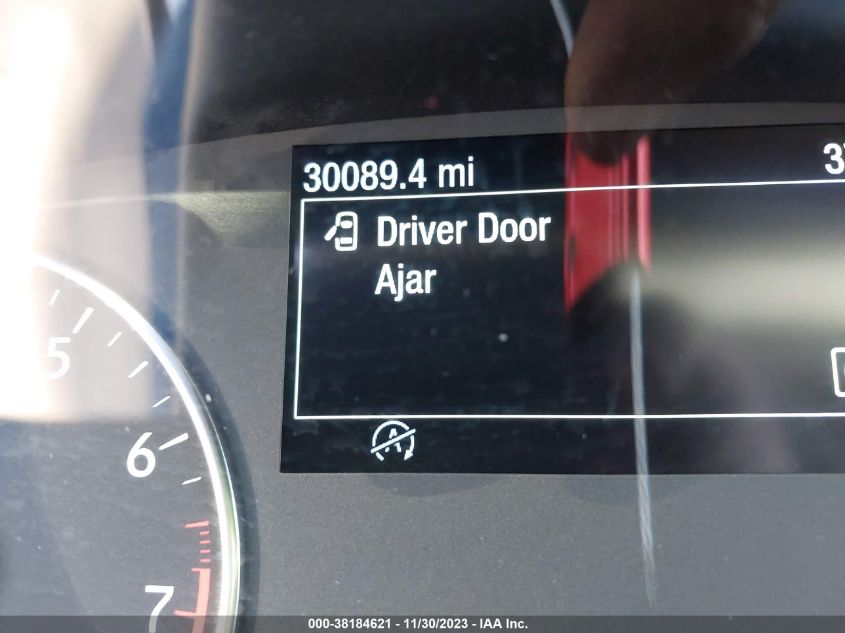 30089.4 mi
Driver Door
Ajar
5
6
7
000-38184621 - 11/30/2023 - IAA Inc.